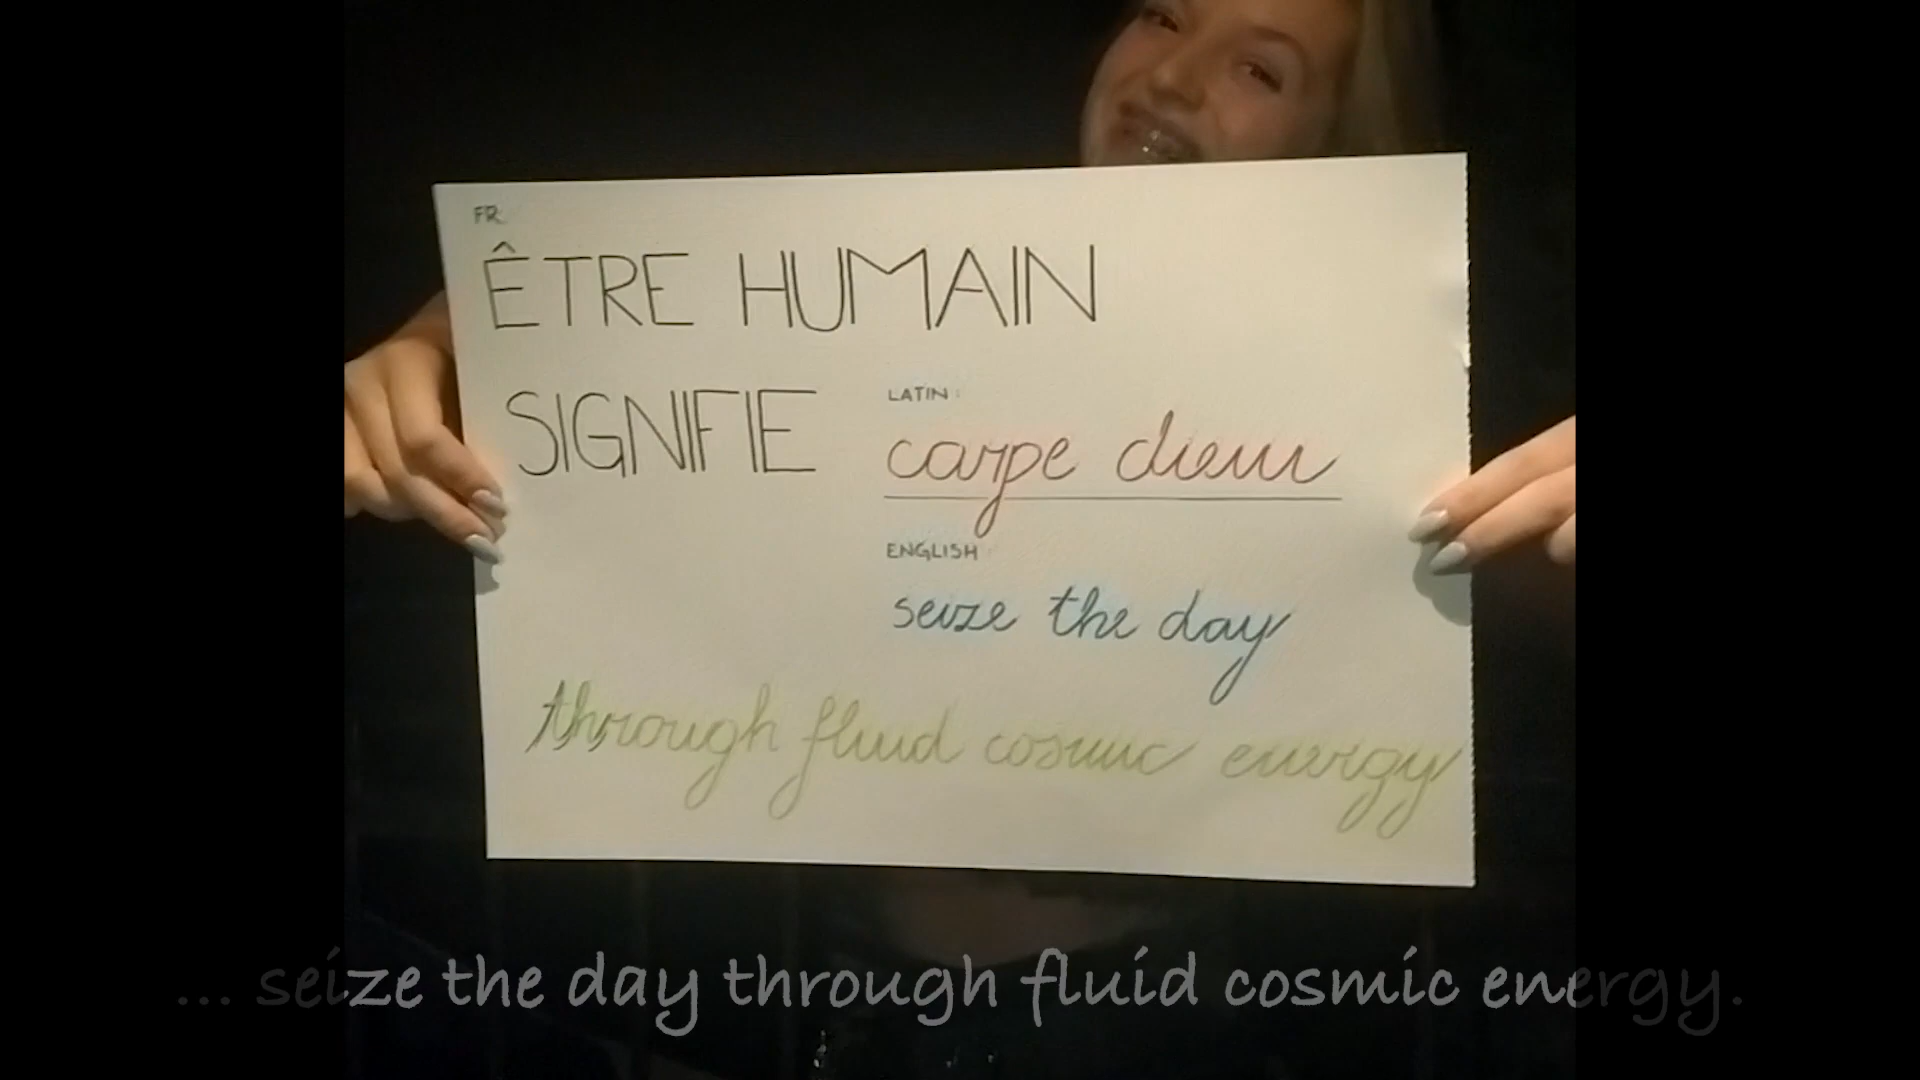 FR
ÊTRE HUMAIN
SIGNIFIE
LATIN:
carpe diem
ENGLISH
seize the day
through fluid cosmic energy
... seize the day through fluid cosmic energy.